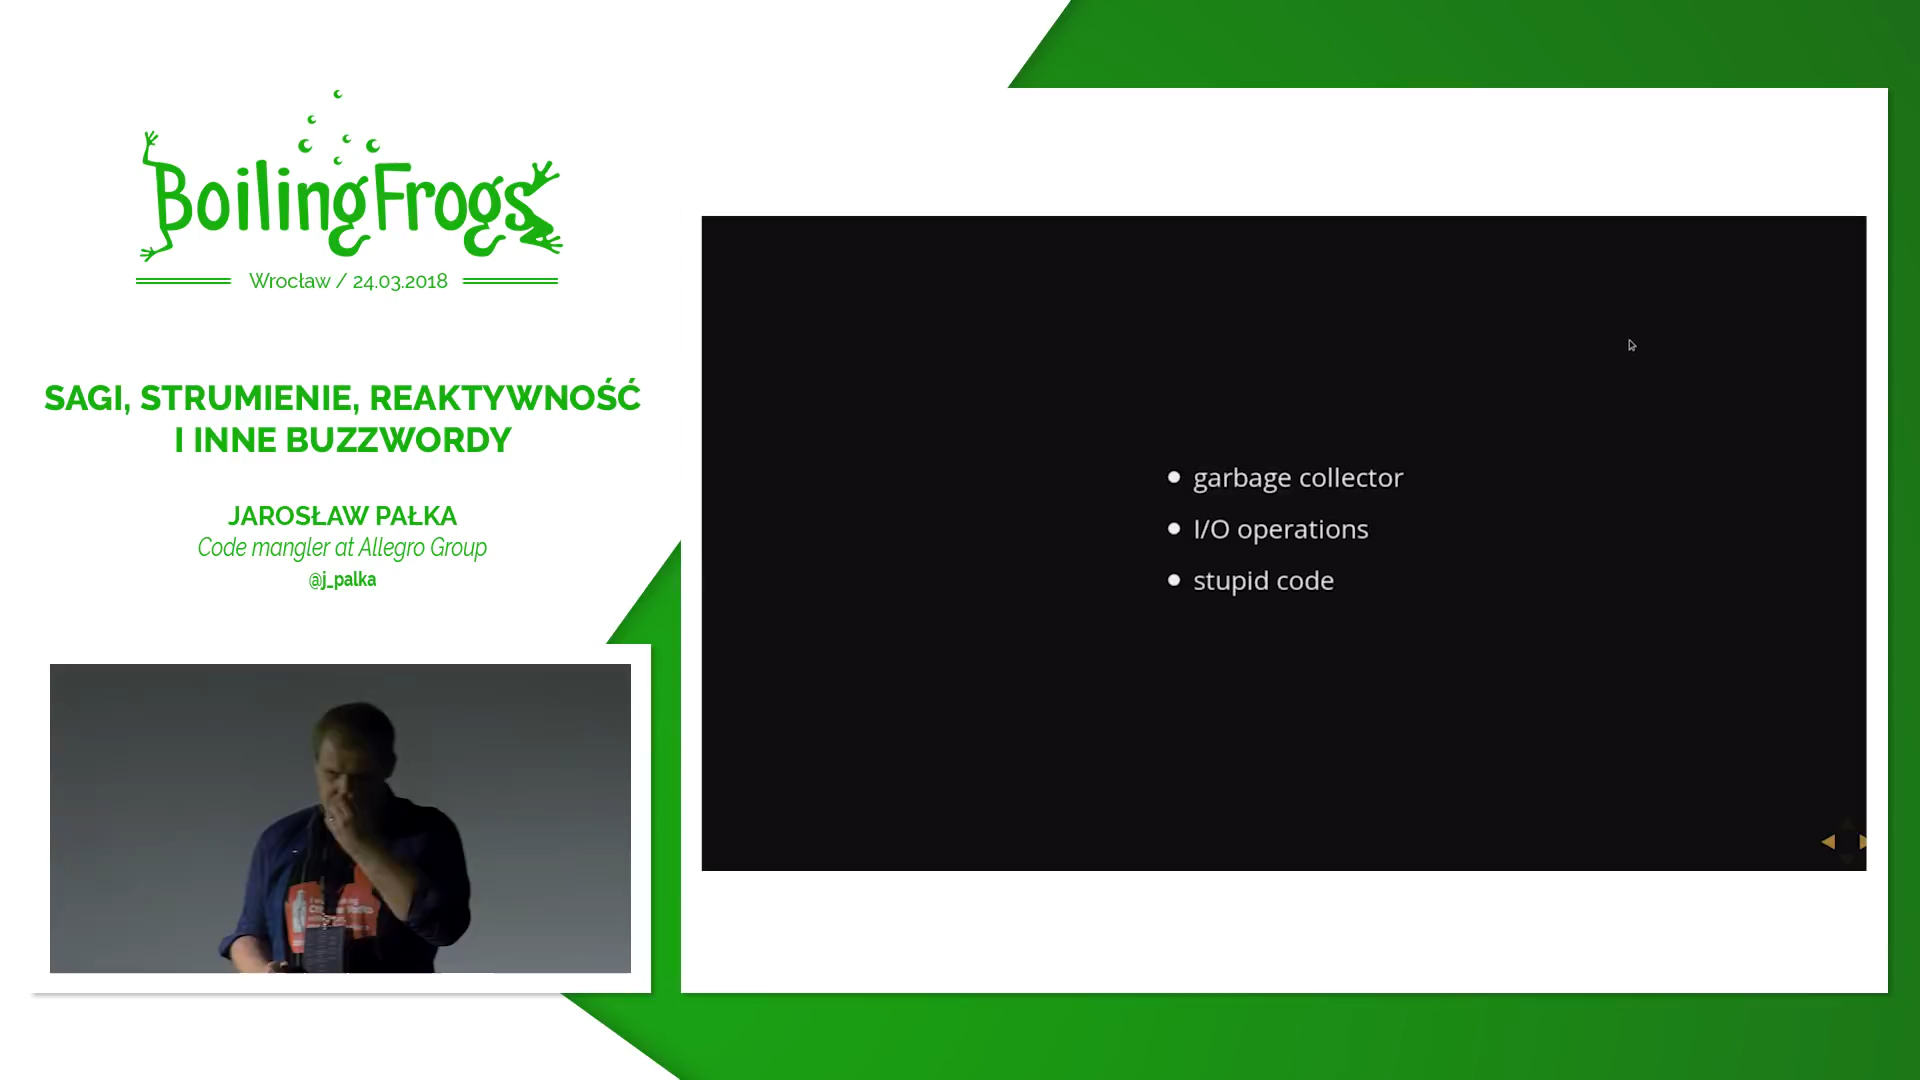 BoilingFrogs
Wrocław / 24.03.2018
SAGI, STRUMIENIE, REAKTYWNOŚĆ
I INNE BUZZWORDY
JAROSŁAW PAŁKA
Code mangler at Allegro Group
@j_palka
• garbage collector
• I/O operations
• stupid code